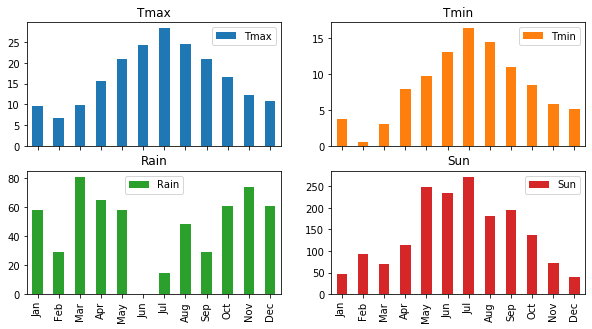 Tmax
Tmax
25
20
15
10
5
0
Tmin
Tmin
15
10
5
0
Rain
Rain
80
60
40
20
0
Jan
Feb
Mar
Apr
May
Jun
Jul
Aug
Sep
Oct
Nov
Dec
Sun
Sun
250
200
150
100
50
0
Jan
Feb
Mar
Apr
May
Jun
Jul
Aug
Sep
Oct
Nov
Dec